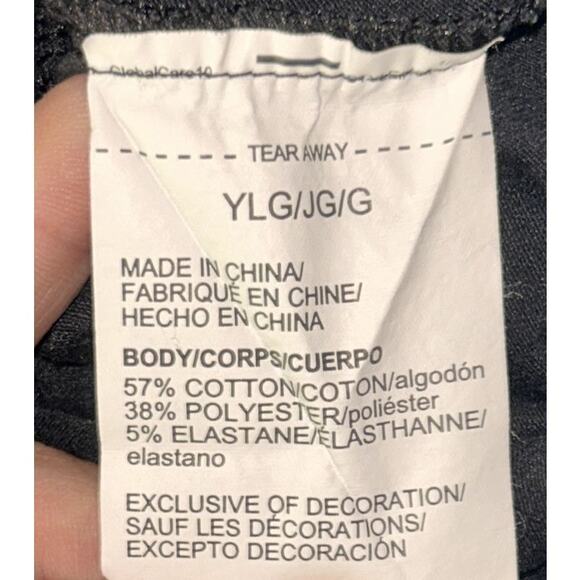 GlobalCare10
TEAR AWAY
YLG/JG/G
MADE IN CHINA/
FABRIQUÉ EN CHINE/
HECHO EN CHINA
BODY/CORPS/CUERPO
57% COTTON/COTON/algodón
38% POLYESTER/poliéster
5% ELASTANE/ÉLASTHANNE/
elastano
EXCLUSIVE OF DECORATION/
SAUF LES DÉCORATIONS/
EXCEPTO DECORACIÓN